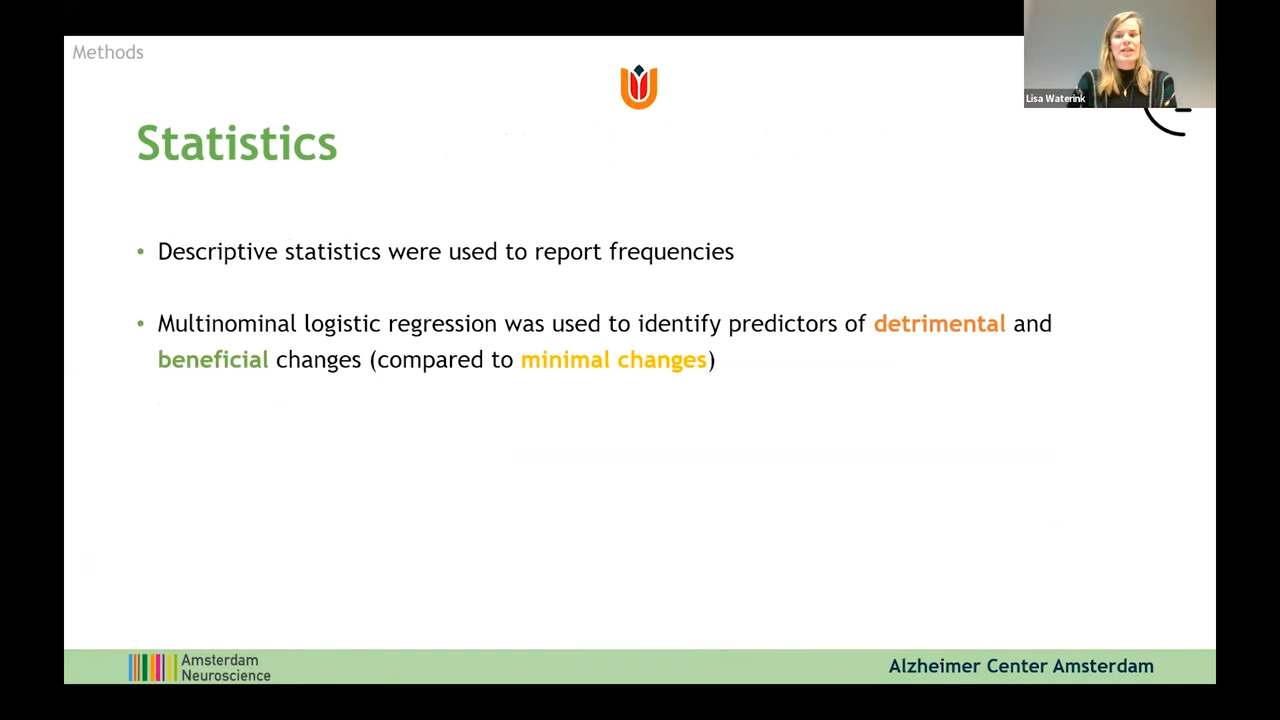 Methods
Lisa Waterink
Statistics
• Descriptive statistics were used to report frequencies
• Multinominal logistic regression was used to identify predictors of detrimental and
beneficial changes (compared to minimal changes)
Amsterdam
Neuroscience
Alzheimer Center Amsterdam